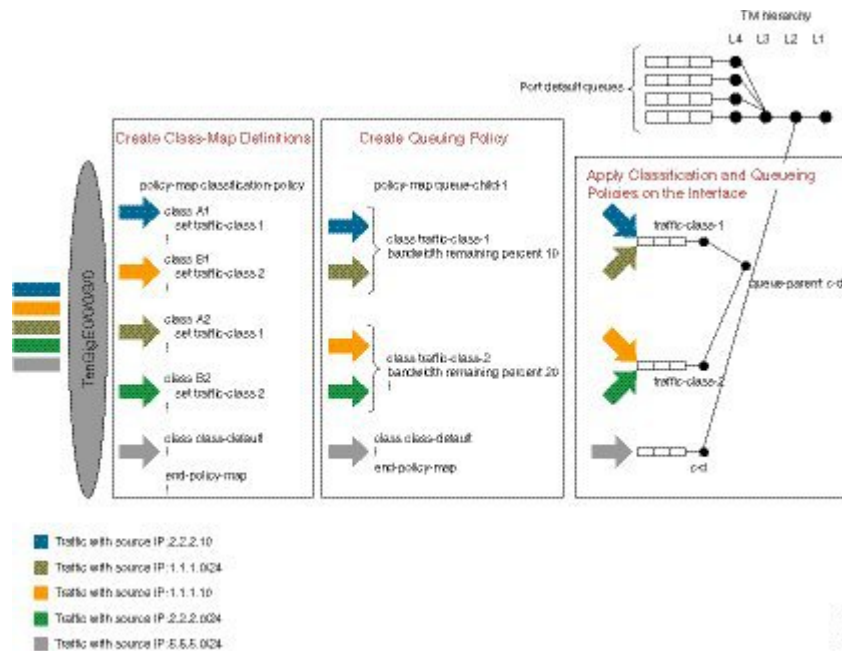 TM hierarchy
L4 L3 L2 L1
Port default queues
Create Class-Map Definitions
policy-map classification-policy
class A1
set traffic-class-1
!
class B1
set traffic-class-2
!
class A2
set traffic-class-1
!
class B2
set traffic-class-2
!
class class-default
!
end-policy-map
!
Create Queuing Policy
policy-map queue-child-1
class traffic-class-1
bandwidth remaining percent 10
!
class traffic-class-2
bandwidth remaining percent 20
!
class class-default
!
end-policy-map
Apply Classification and Queueing
Policies on the Interface
traffic-class-1
queue-parent c-d
traffic-class-2
c-d
Traffic with source IP:2.2.2.10
Traffic with source IP:1.1.1.0/24
Traffic with source IP:1.1.1.10
Traffic with source IP:2.2.2.0/24
Traffic with source IP:5.5.5.0/24